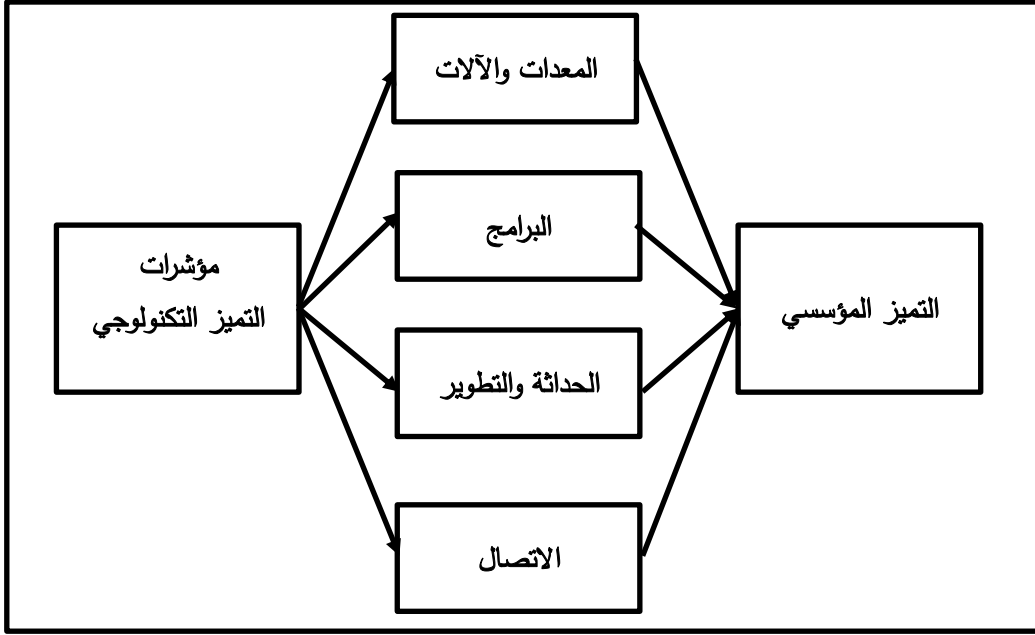 المعدات والآلات
البرامج
مؤشرات
التميز التكنولوجي
التميز المؤسسي
الحداثة والتطوير
الاتصال